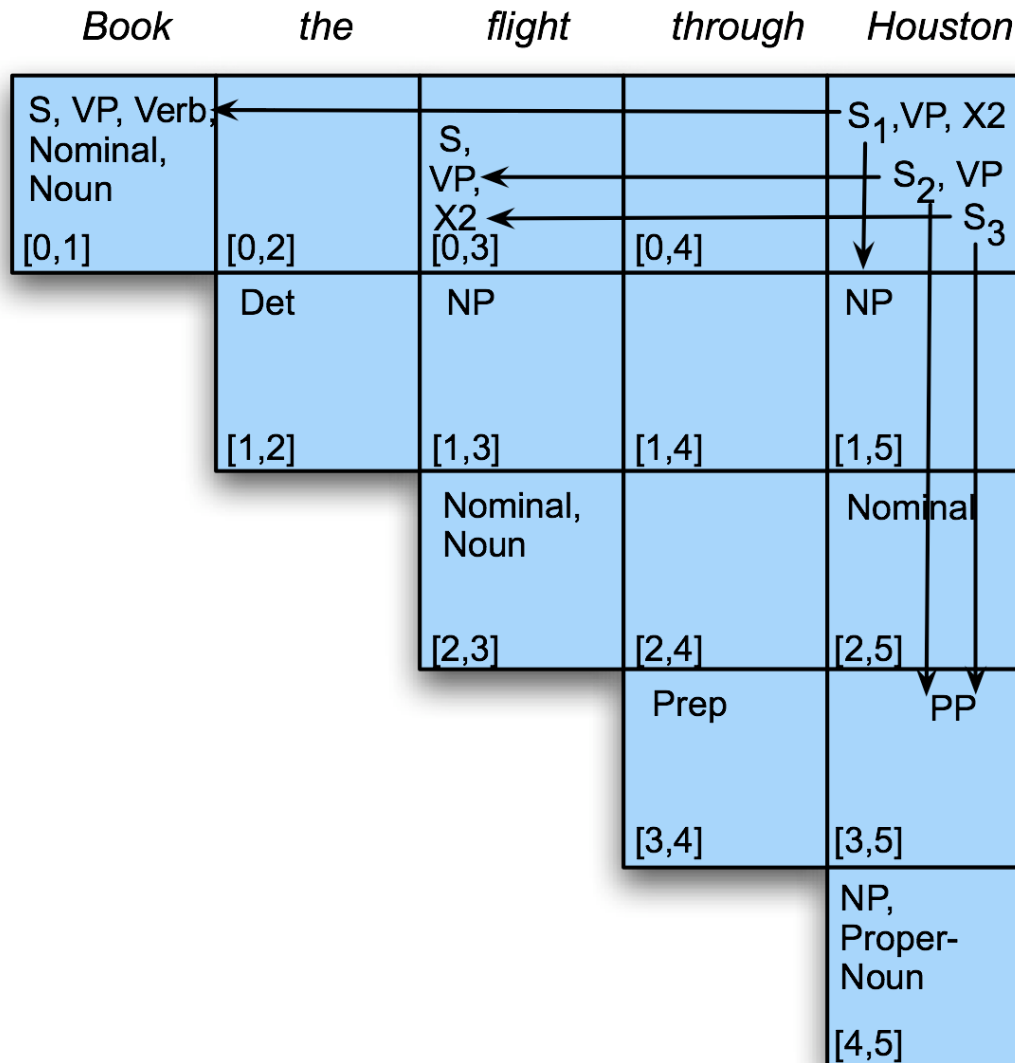 Book the flight through Houston
S, VP, Verb,
Nominal,
Noun
[0,1]
[0,2]
S,
VP,
X2
[0,3]
[0,4]
S1,VP, X2
S2, VP
S3
Det
[1,2]
NP
[1,3]
[1,4]
NP
[1,5]
Nominal,
Noun
[2,3]
[2,4]
Nominal
[2,5]
Prep
[3,4]
PP
[3,5]
NP,
Proper-
Noun
[4,5]